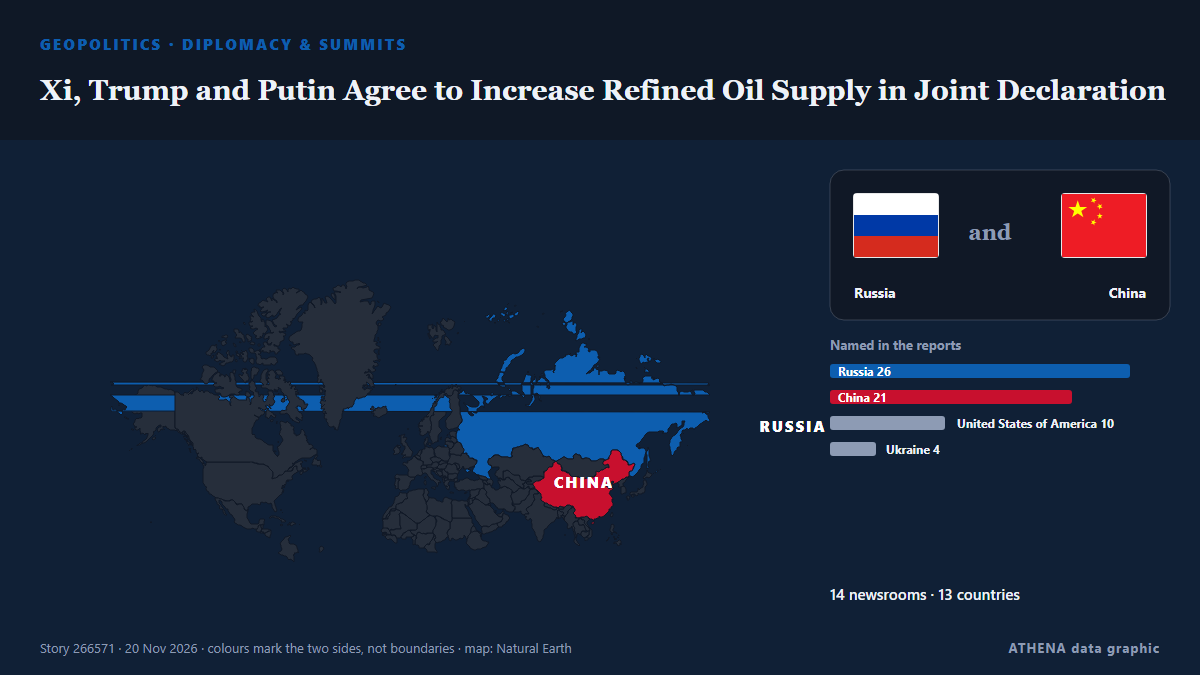 GEOPOLITICS · DIPLOMACY & SUMMITS
Xi, Trump and Putin Agree to Increase Refined Oil Supply in Joint Declaration
and
Russia
China
Named in the reports
Russia 26
China 21
United States of America 10
Ukraine 4
RUSSIA
CHINA
14 newsrooms · 13 countries
Story 266571 · 20 Nov 2026 · colours mark the two sides, not boundaries · map: Natural Earth
ATHENA data graphic